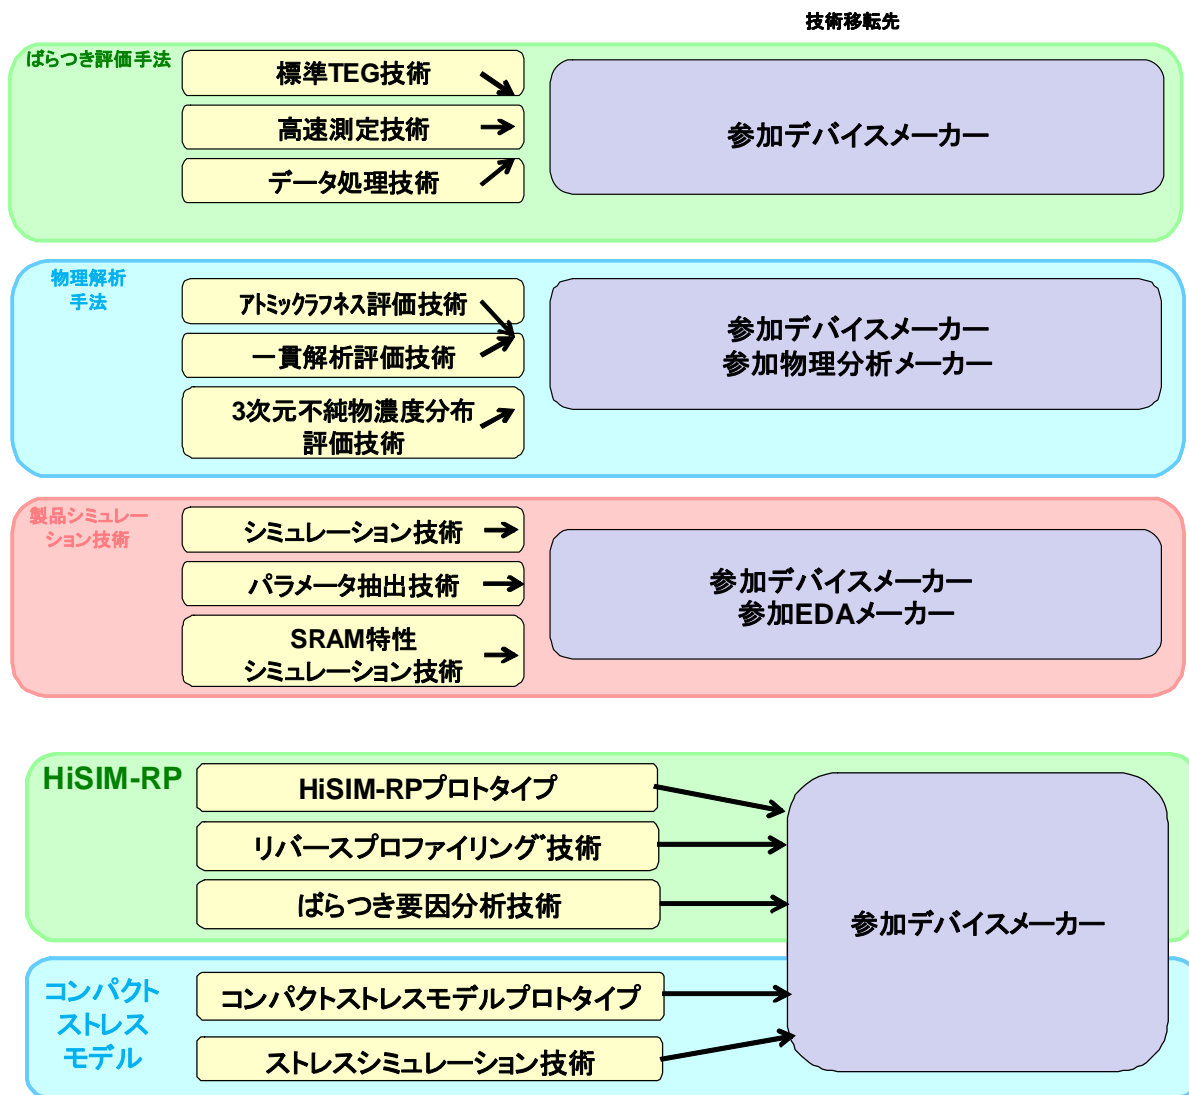 技術移転先
ばらつき評価手法
標準TEG技術
高速測定技術
データ処理技術
参加デバイスメーカー
物理解析
手法
ｱﾄﾐｯｸﾗﾌﾈｽ評価技術
一貫解析評価技術
3次元不純物濃度分布
評価技術
参加デバイスメーカー
参加物理分析メーカー
製品シミュレー
ション技術
シミュレーション技術
パラメータ抽出技術
SRAM特性
シミュレーション技術
参加デバイスメーカー
参加EDAメーカー
HiSIM-RP
HiSIM-RPプロトタイプ
リバースプロファイリング技術
ばらつき要因分析技術
参加デバイスメーカー
コンパクト
ストレス
モデル
コンパクトストレスモデルプロトタイプ
ストレスシミュレーション技術